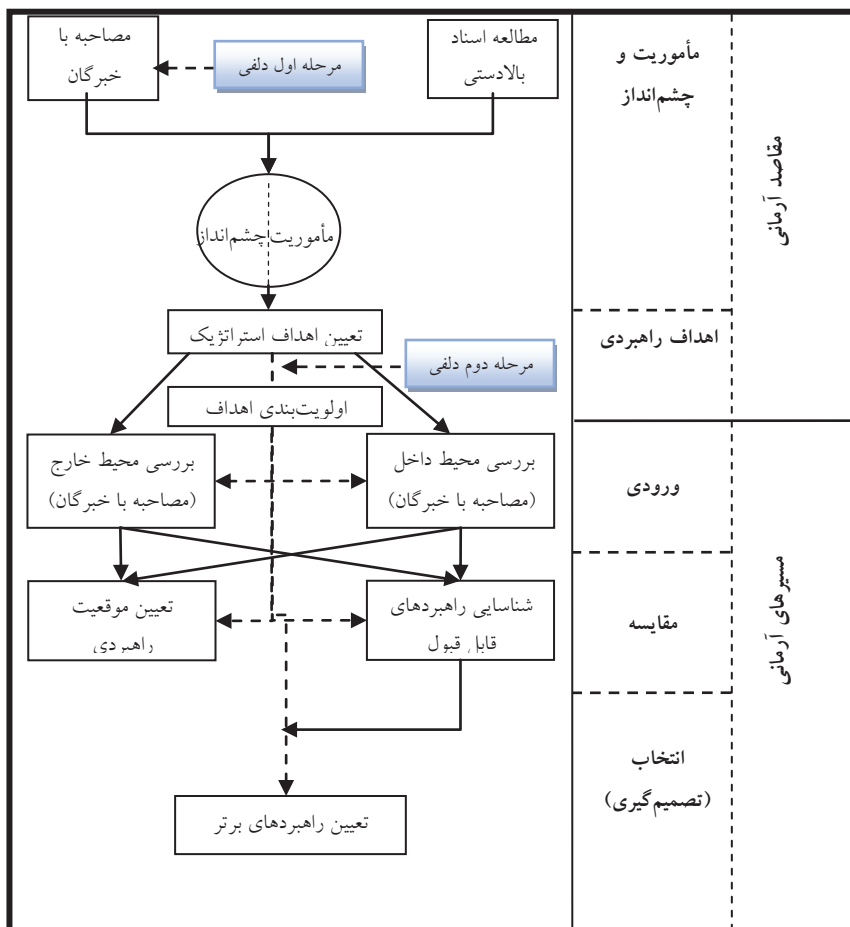 مطالعه اسناد
بالادستی
مصاحبه با
خبرگان
مرحله اول دلفی
مأموریت و
چشم‌انداز
مقاصد آرمانی
مأموریت چشم‌انداز
تعیین اهداف استراتژیک
اهداف راهبردی
مرحله دوم دلفی
اولویت‌بندی اهداف
بررسی محیط داخل
(مصاحبه با خبرگان)
بررسی محیط خارج
(مصاحبه با خبرگان)
ورودی
مسیرهای آرمانی
شناسایی راهبردهای
قابل قبول
تعیین موقعیت
راهبردی
مقایسه
انتخاب
(تصمیم‌گیری)
تعیین راهبردهای برتر